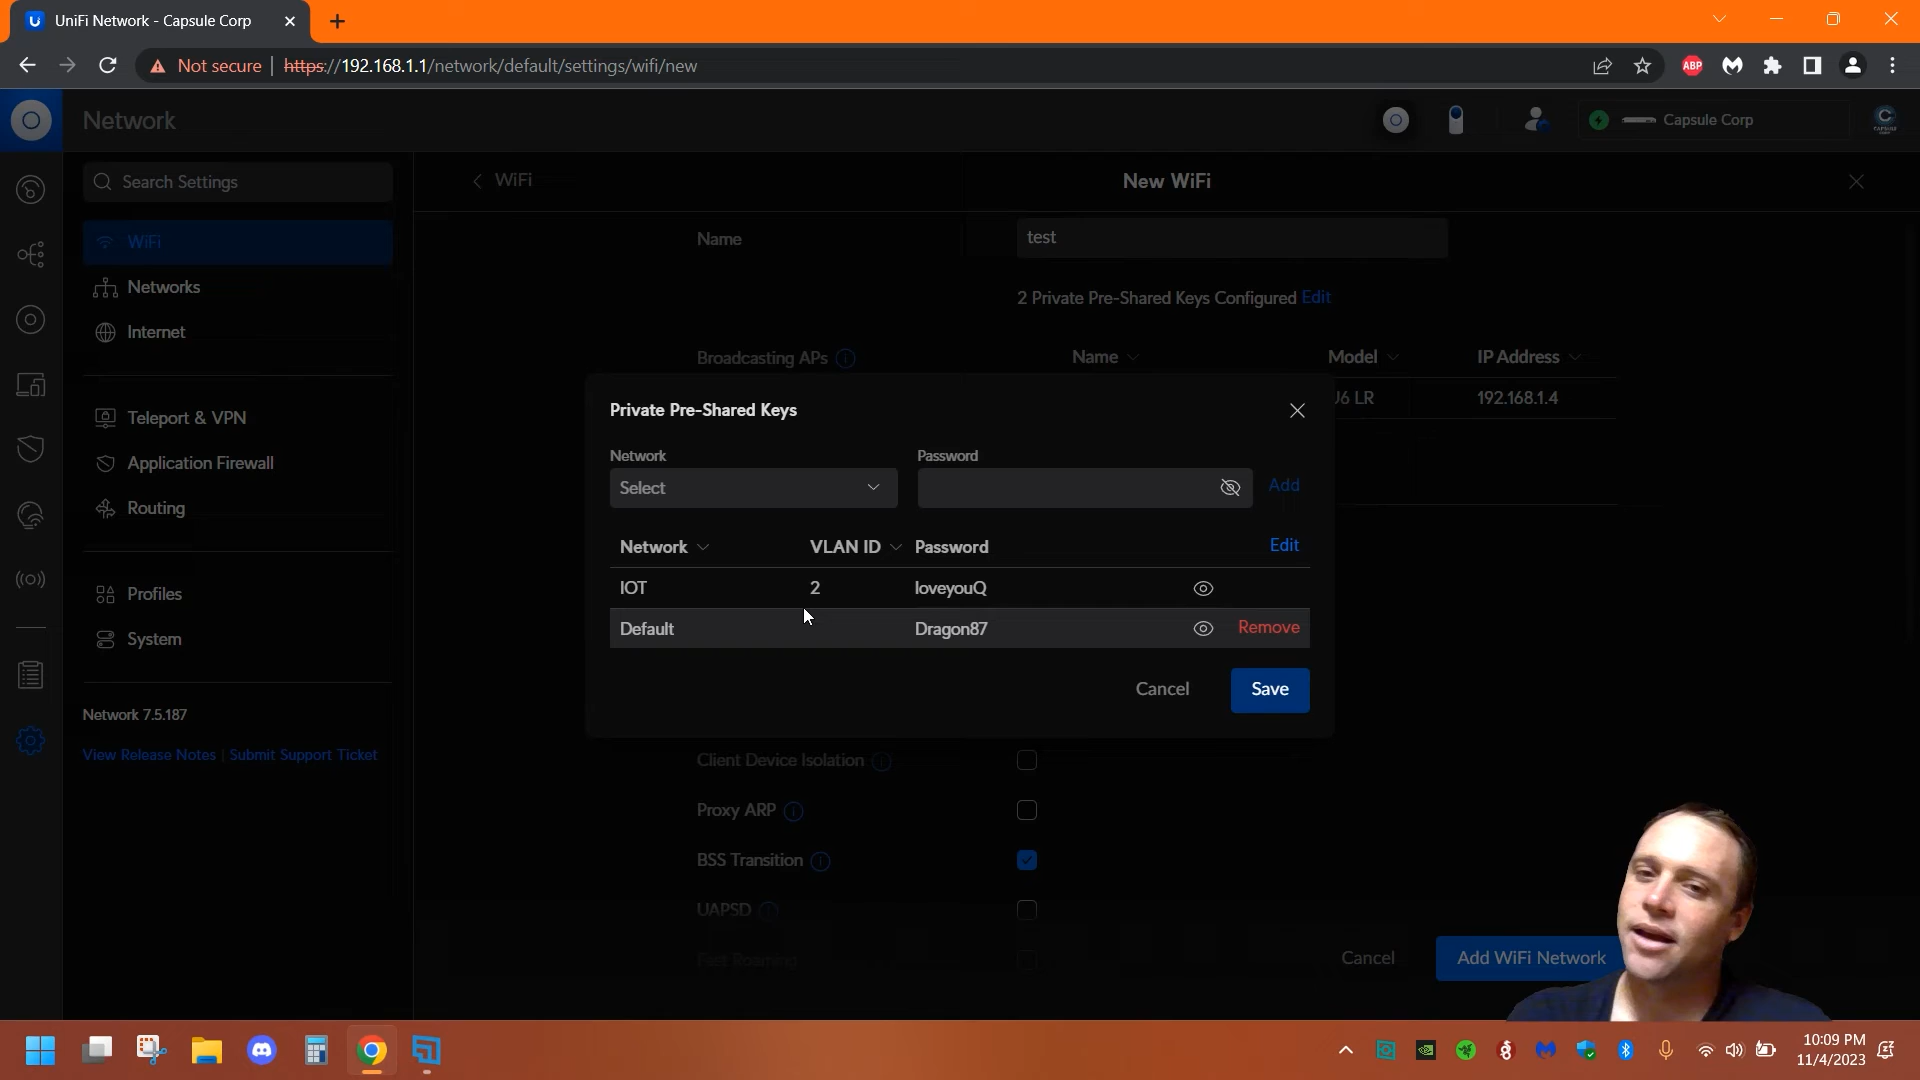 UniFi Network - Capsule Corp
Not secure | https://192.168.1.1/network/default/settings/wifi/new
ABP
Network
Capsule Corp
Search Settings
WiFi
New WiFi
WiFi
Name
test
Networks
2 Private Pre-Shared Keys Configured Edit
Internet
Broadcasting APs
Name
Model
IP Address
U6 LR
192.168.1.4
Private Pre-Shared Keys
Teleport & VPN
Network
Password
Application Firewall
Select
Add
Routing
Network
VLAN ID
Password
Edit
IOT
2
loveyouQ
Profiles
Default
Dragon87
Remove
System
Cancel
Save
Network 7.5.187
View Release Notes | Submit Support Ticket
Client Device Isolation
Proxy ARP
BSS Transition
UAPSD
Fast Roaming
Cancel
Add WiFi Network
10:09 PM
11/4/2023